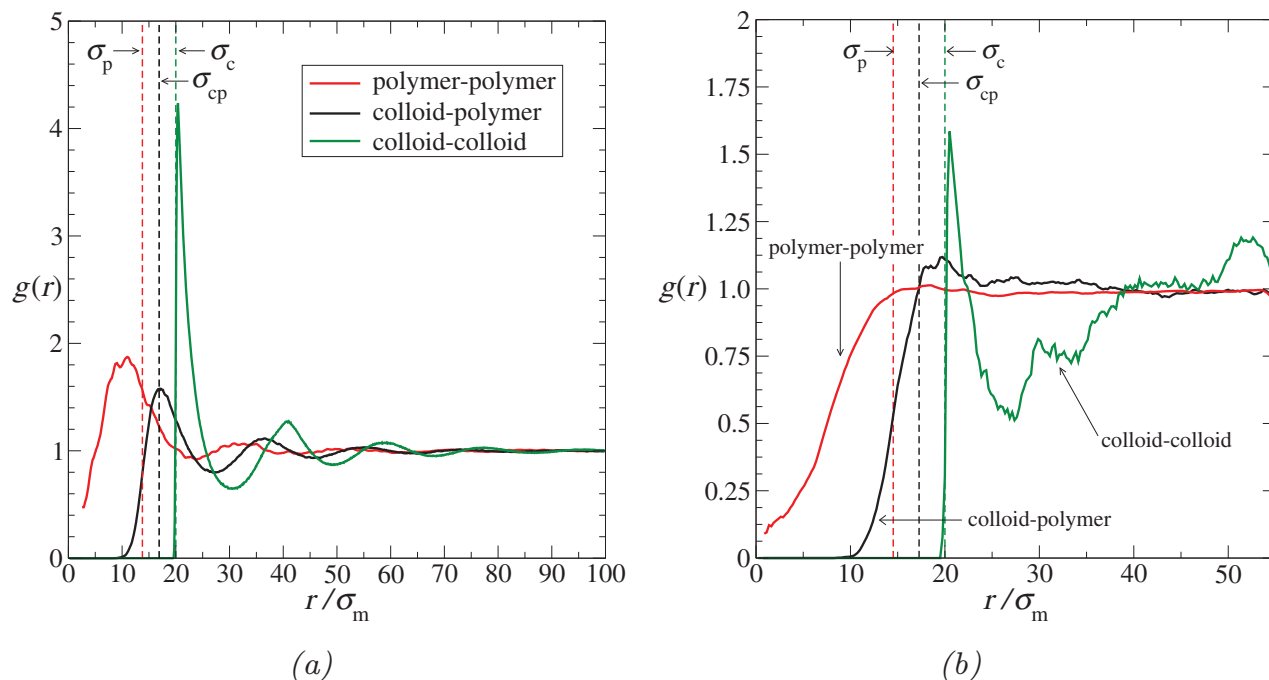 5
4
3
2
1
0
g(r)
σp
σc
σcp
polymer-polymer
colloid-polymer
colloid-colloid
0 10 20 30 40 50 60 70 80 90 100
r/σm
(a)
2
1.75
1.5
1.25
1.0
0.75
0.5
0.25
0
g(r)
σp
σc
σcp
polymer-polymer
colloid-colloid
colloid-polymer
0 10 20 30 40 50
r/σm
(b)